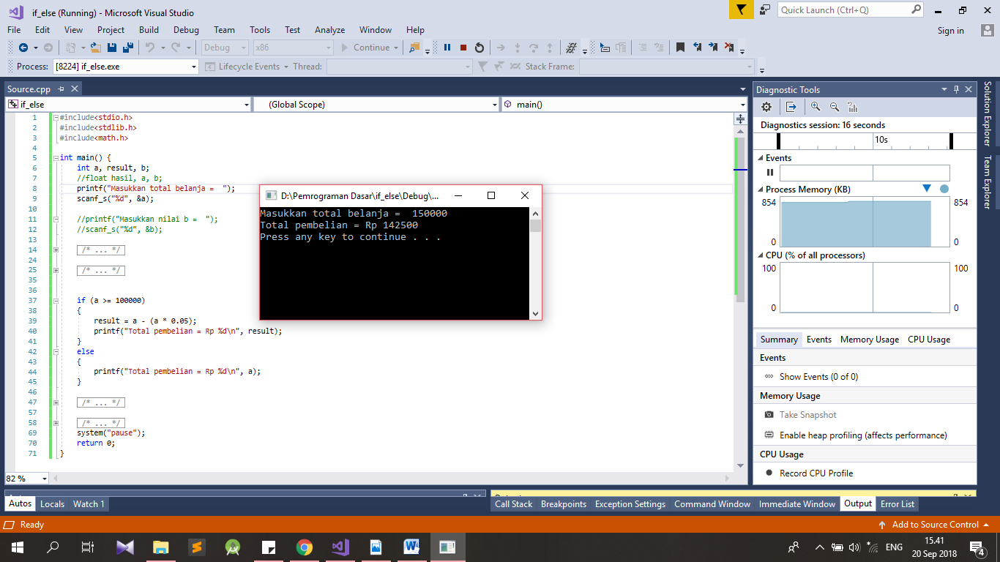 if_else (Running) - Microsoft Visual Studio
Quick Launch (Ctrl+Q)
File Edit View Project Build Debug Team Tools Test Analyze Window Help
Sign in
Debug x86 Continue
Process: [8224] if_else.exe Lifecycle Events Thread: Stack Frame:
Source.cpp
if_else (Global Scope) main()
1 #include<stdio.h>
2 #include<stdlib.h>
3 #include<math.h>
4
5 int main() {
6 int a, result, b;
7 //float hasil, a, b;
8 printf("Masukkan total belanja =  ");
9 scanf_s("%d", &a);
10
11 //printf("Masukkan nilai b =  ");
12 //scanf_s("%d", &b);
13
14 /* ... */
24
25 /* ... */
35
36
37 if (a >= 100000)
38 {
39 result = a - (a * 0.05);
40 printf("Total pembelian = Rp %d\n", result);
41 }
42 else
43 {
44 printf("Total pembelian = Rp %d\n", a);
45 }
46
47 /* ... */
57
58 /* ... */
69 system("pause");
70 return 0;
71 }
82 %
D:\Pemrograman Dasar\if_else\Debug\...
Masukkan total belanja =  150000
Total pembelian = Rp 142500
Press any key to continue . . .
Diagnostic Tools
Diagnostics session: 16 seconds
10s
Events
Process Memory (KB)
854 854
0 0
CPU (% of all processors)
100 100
0 0
Summary Events Memory Usage CPU Usage
Events
Show Events (0 of 0)
Memory Usage
Take Snapshot
Enable heap profiling (affects performance)
CPU Usage
Record CPU Profile
Solution Explorer
Team Explorer
Autos Locals Watch 1
Call Stack Breakpoints Exception Settings Command Window Immediate Window Output Error List
Ready
Add to Source Control
ENG
15.41
20 Sep 2018
4